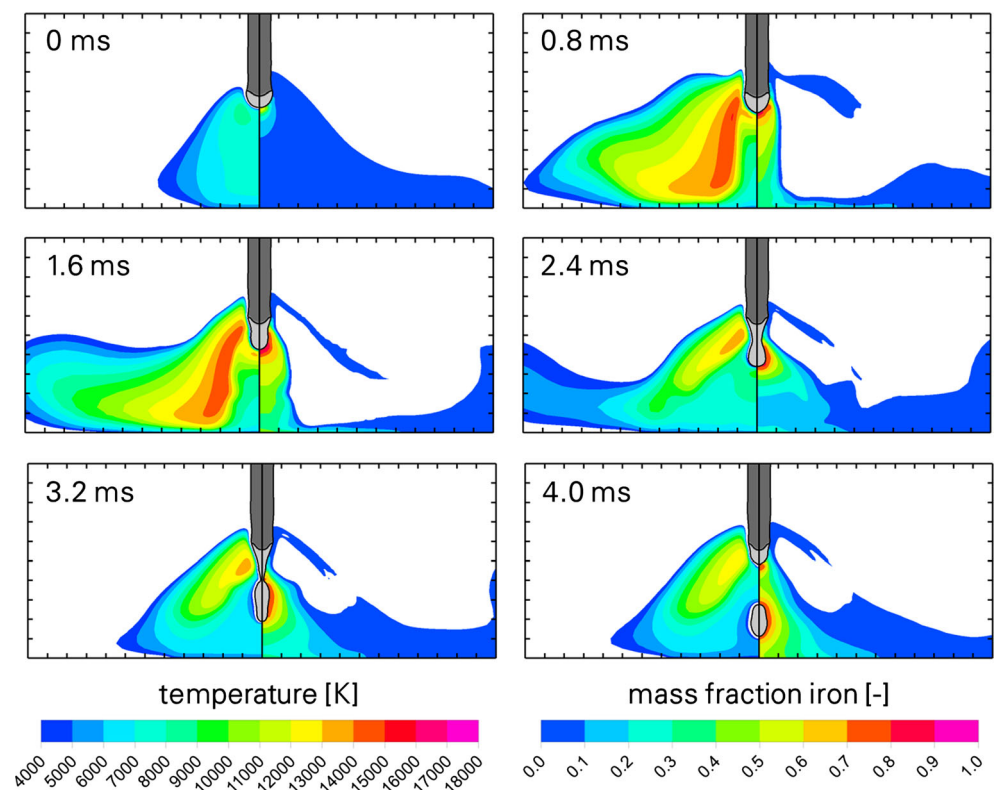 0 ms
0.8 ms
1.6 ms
2.4 ms
3.2 ms
4.0 ms
temperature [K]
4000 5000 6000 7000 8000 9000 10000 11000 12000 13000 14000 15000 16000 17000 18000
mass fraction iron [-]
0.0 0.1 0.2 0.3 0.4 0.5 0.6 0.7 0.8 0.9 1.0